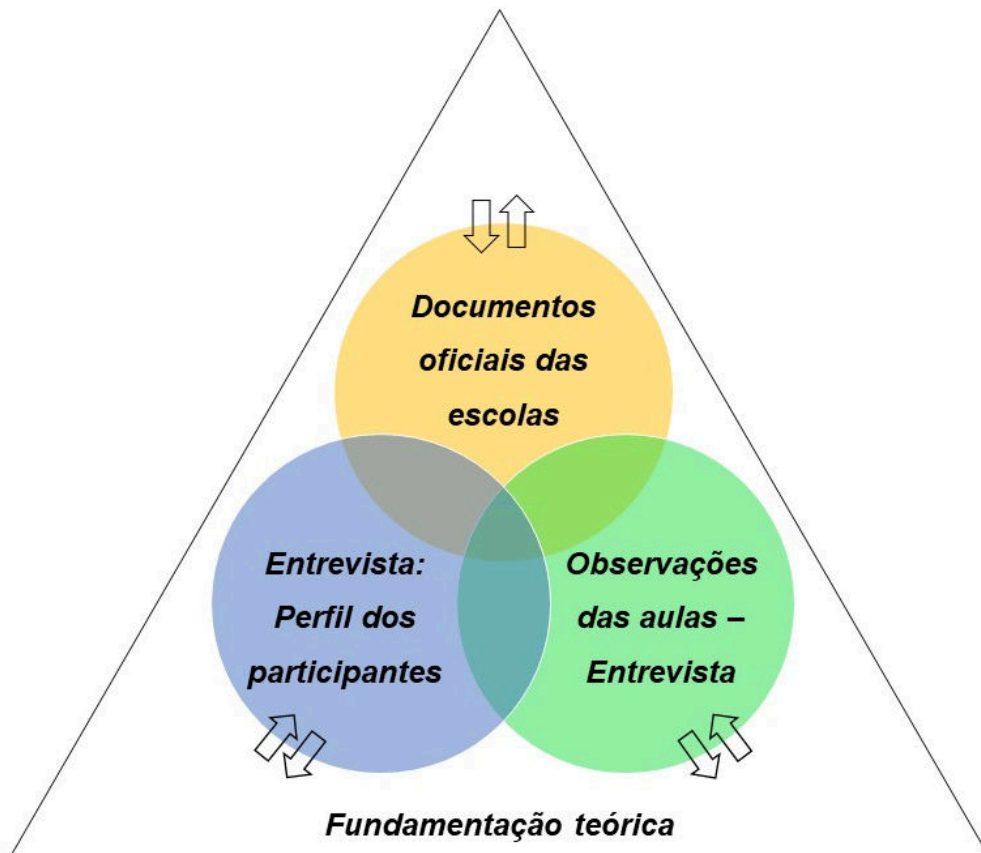 Documentos
oficiais das
escolas
Entrevista:
Perfil dos
participantes
Observações
das aulas –
Entrevista
Fundamentação teórica